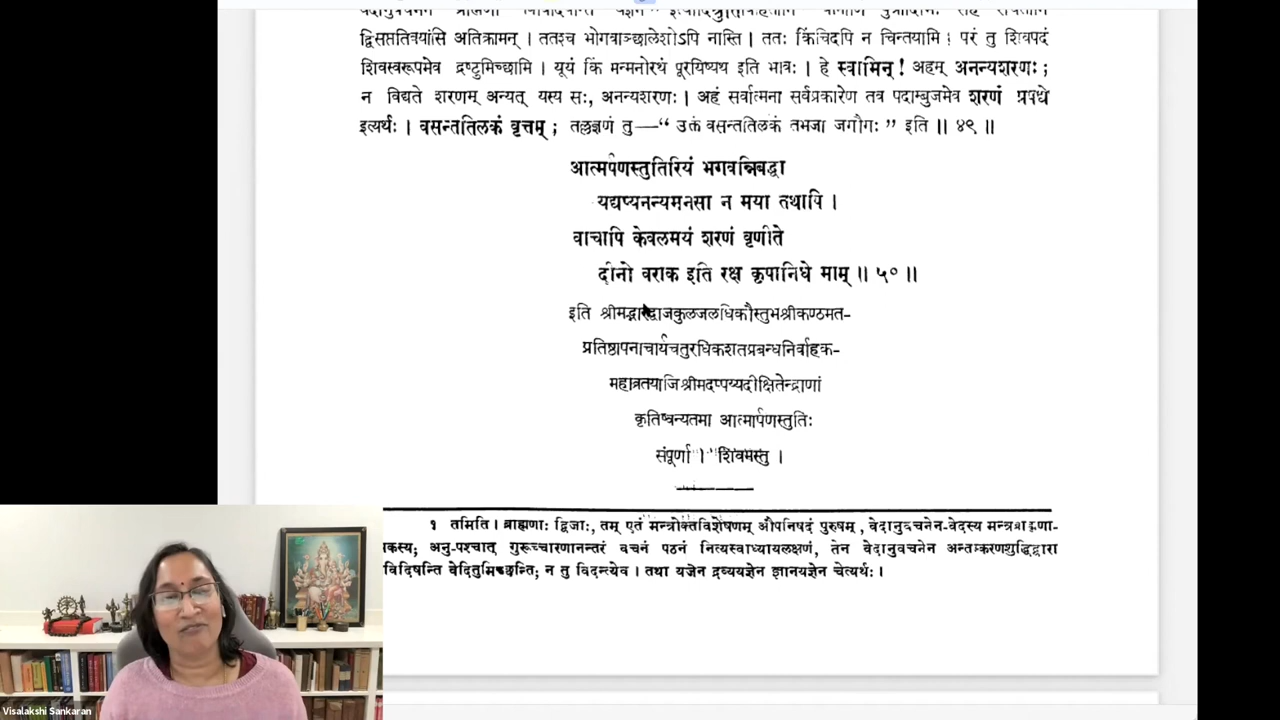 द्विसप्ततिवयांसि अतिक्रामन् । ततश्च भोगवाञ्छालेशोऽपि नास्ति । ततः किंचिदपि न चिन्तयामि ; परं तु शिवपदं
शिवस्वरूपमेव द्रष्टुमिच्छामि । यूयं किं मन्मनोरथं पूरयिष्यथ इति भावः । हे स्वामिन् ! अहम् अनन्यशरणः ;
न विद्यते शरणम् अन्यत् यस्य सः, अनन्यशरणः । अहं सर्वात्मना सर्वप्रकारेण तव पदाम्बुजमेव शरणं प्रपद्ये
इत्यर्थः । वसन्ततिलकं वृत्तम् ; तल्लक्षणं तु—“ उक्तं वसन्ततिलकं तभजा जगौगः ” इति ॥ ४९ ॥
आत्मर्पणस्तुतिरियं भगवन्निबद्धा
यद्यप्यनन्यमनसा न मया तथापि ।
वाचापि केवलमयं शरणं वृणीते
दीनो वराक इति रक्ष कृपानिधे माम् ॥ ५० ॥
इति श्रीमद्भारद्वाजकुलजलधिकौस्तुभश्रीकण्ठमत-
प्रतिष्ठापनाचार्यचतुरधिकशतप्रबन्धनिर्वाहक-
महाव्रतयाजिश्रीमदप्पय्यदीक्षितेन्द्राणां
कृतिष्वन्यतमा आत्मार्पणस्तुतिः
संपूर्णा । शिवमस्तु ।
१ तमिति । ब्राह्मणाः द्विजाः, तम् एतं मन्त्रोक्तविशेषणम् औपनिषदं पुरुषम्, वेदानुवचनेन-वेदस्य मन्त्रब्राह्मणा-
कस्य; अनु-पश्चात् गुरूच्चारणानन्तरं वचनं पठनं नित्यस्वाध्यायलक्षणं, तेन वेदानुवचनेन अन्तःकरणशुद्धिद्वारा
विविदिषन्ति वेदितुमिच्छन्ति; न तु विदन्त्येव । तथा यज्ञेन द्रव्ययज्ञेन ज्ञानयज्ञेन चेत्यर्थः ।
Visalakshi Sankaran